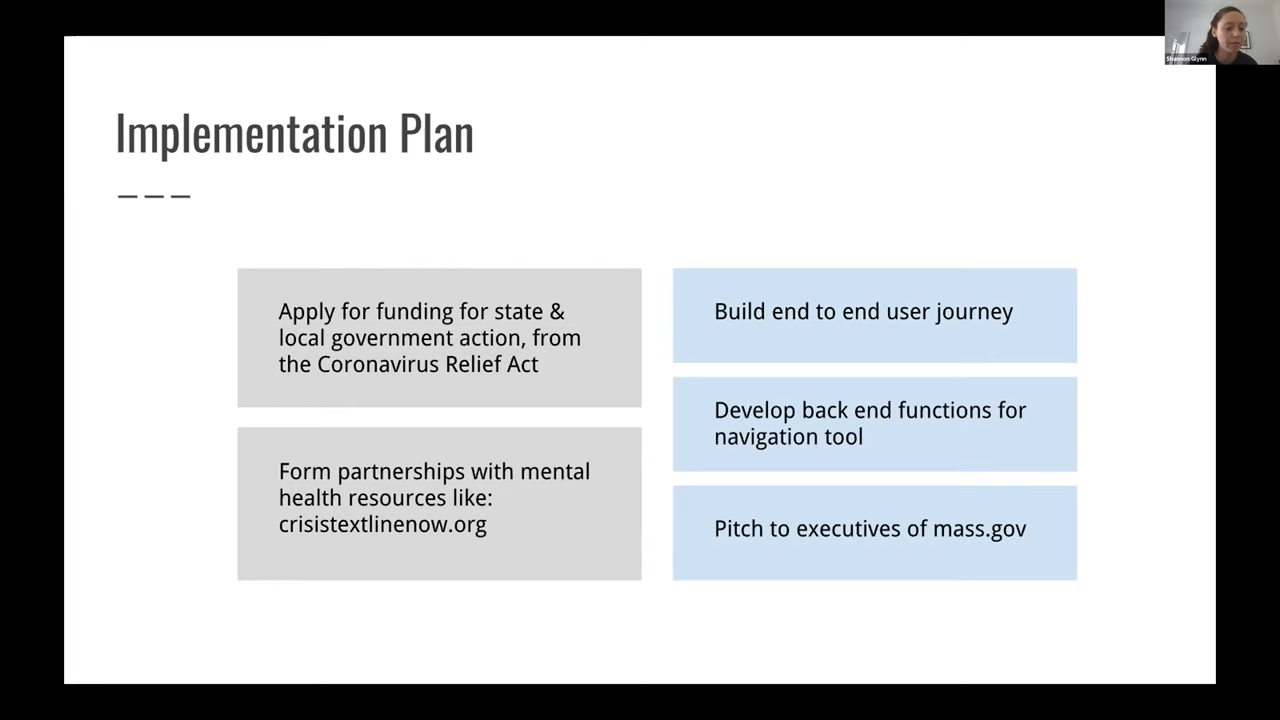 Shannon Glynn
Implementation Plan
Apply for funding for state &
local government action, from
the Coronavirus Relief Act
Form partnerships with mental
health resources like:
crisistextlinenow.org
Build end to end user journey
Develop back end functions for
navigation tool
Pitch to executives of mass.gov